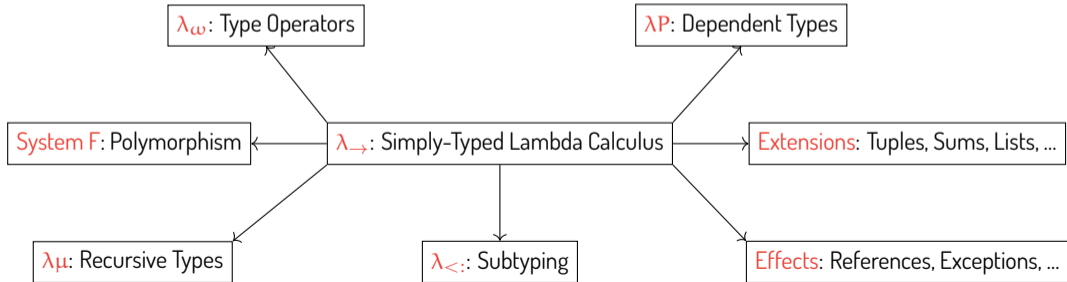 λω: Type Operators
λP: Dependent Types
System F: Polymorphism
λ→: Simply-Typed Lambda Calculus
Extensions: Tuples, Sums, Lists, ...
λμ: Recursive Types
λ<:: Subtyping
Effects: References, Exceptions, ...